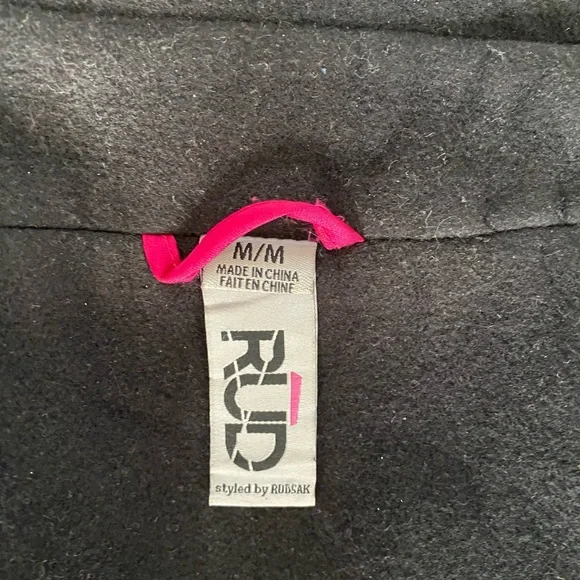 M/M
MADE IN CHINA
FAIT EN CHINE
RUD
styled by RUDSAK